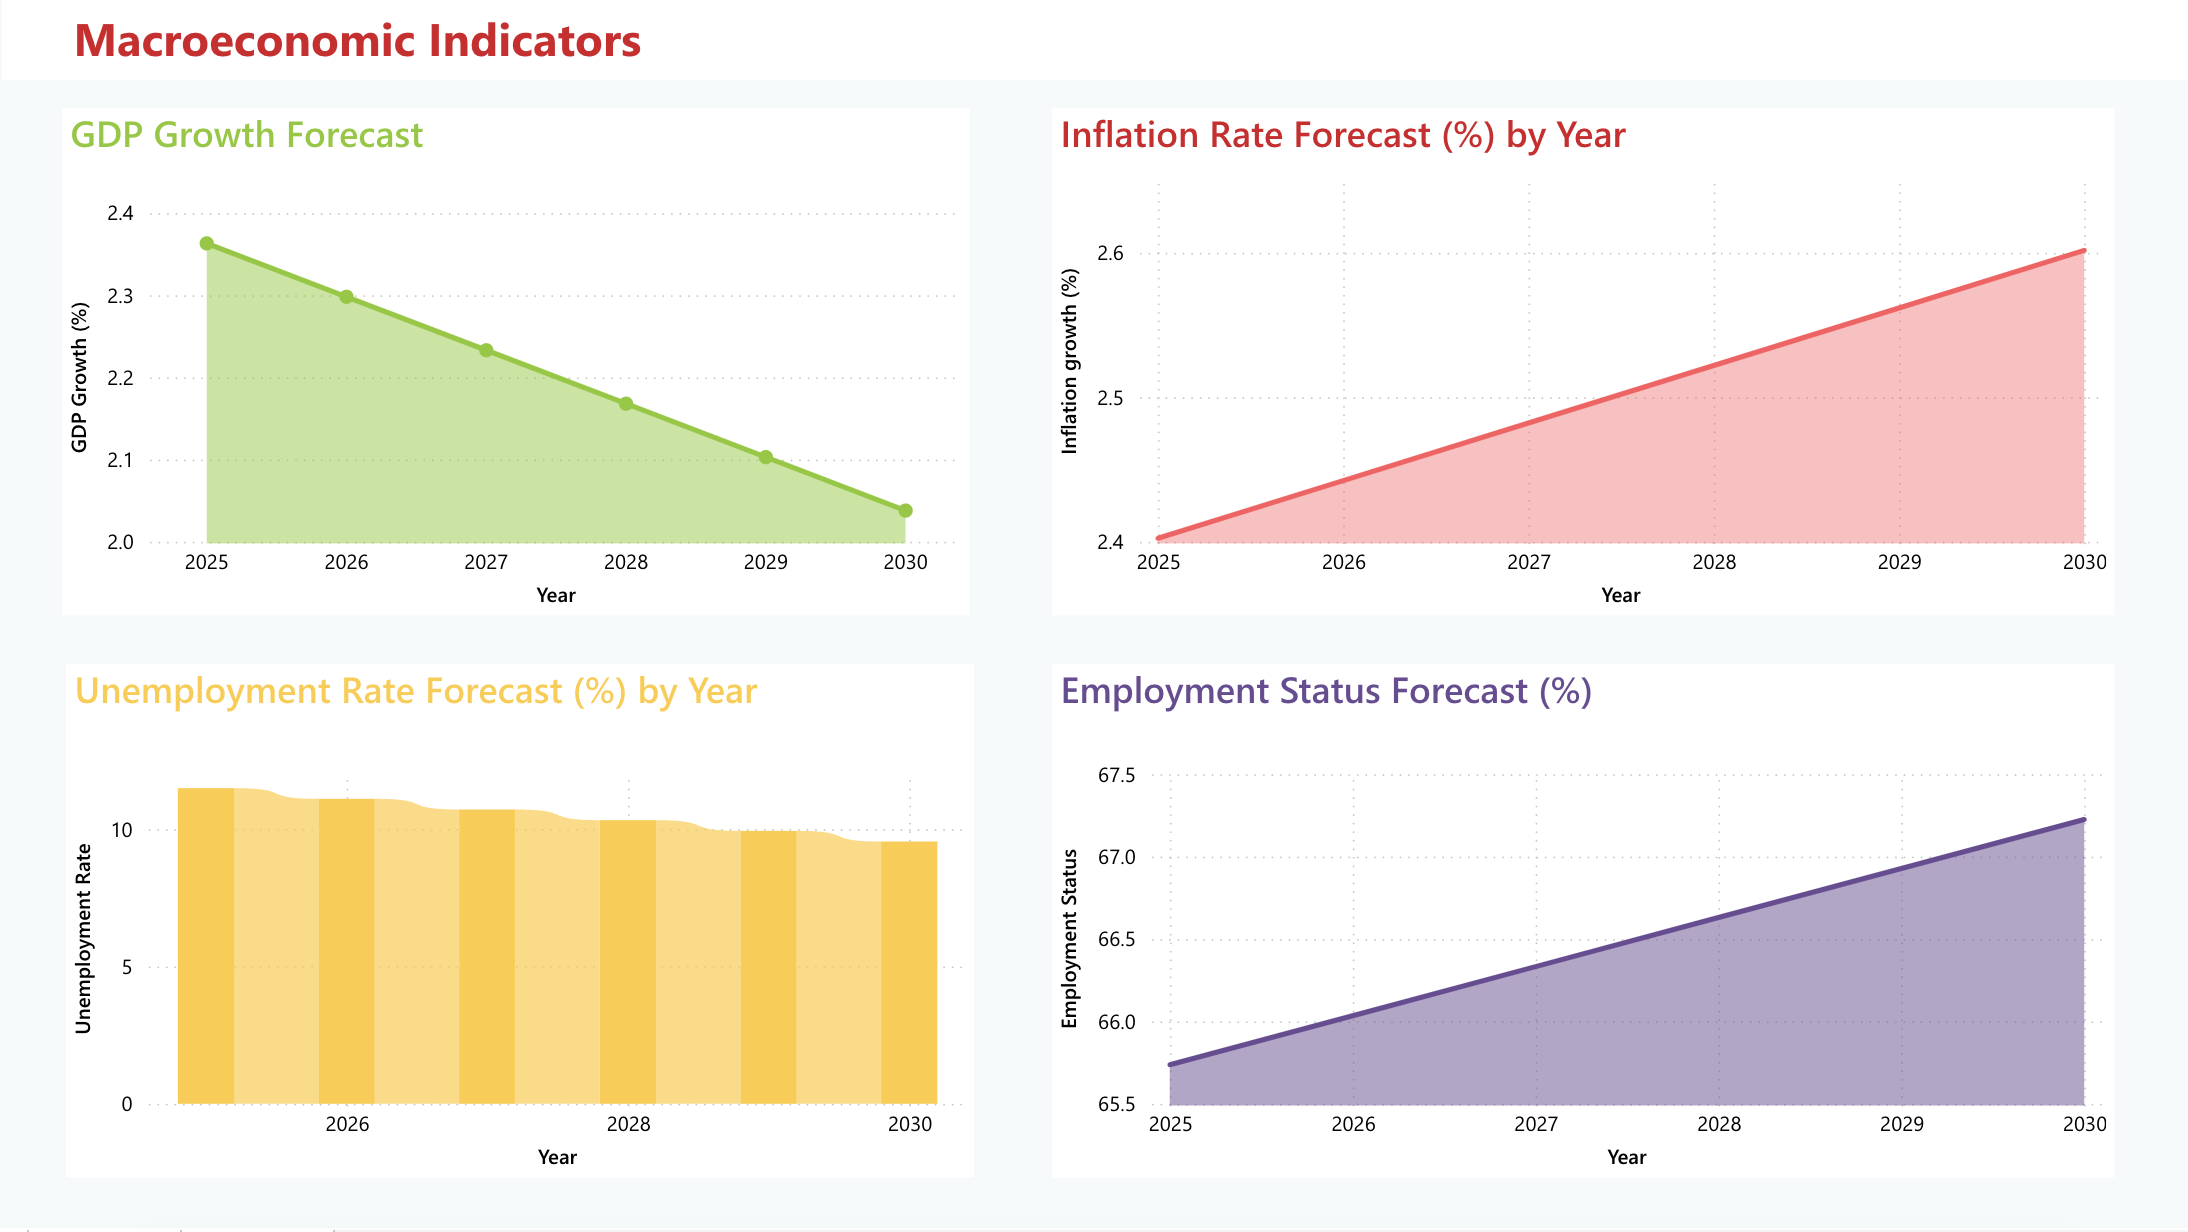 Macroeconomic Indicators
GDP Growth Forecast
GDP Growth (%)
2.4
2.3
2.2
2.1
2.0
2025 2026 2027 2028 2029 2030
Year
Inflation Rate Forecast (%) by Year
Inflation growth (%)
2.6
2.5
2.4
2025 2026 2027 2028 2029 2030
Year
Unemployment Rate Forecast (%) by Year
Unemployment Rate
10
5
0
2026 2028 2030
Year
Employment Status Forecast (%)
Employment Status
67.5
67.0
66.5
66.0
65.5
2025 2026 2027 2028 2029 2030
Year